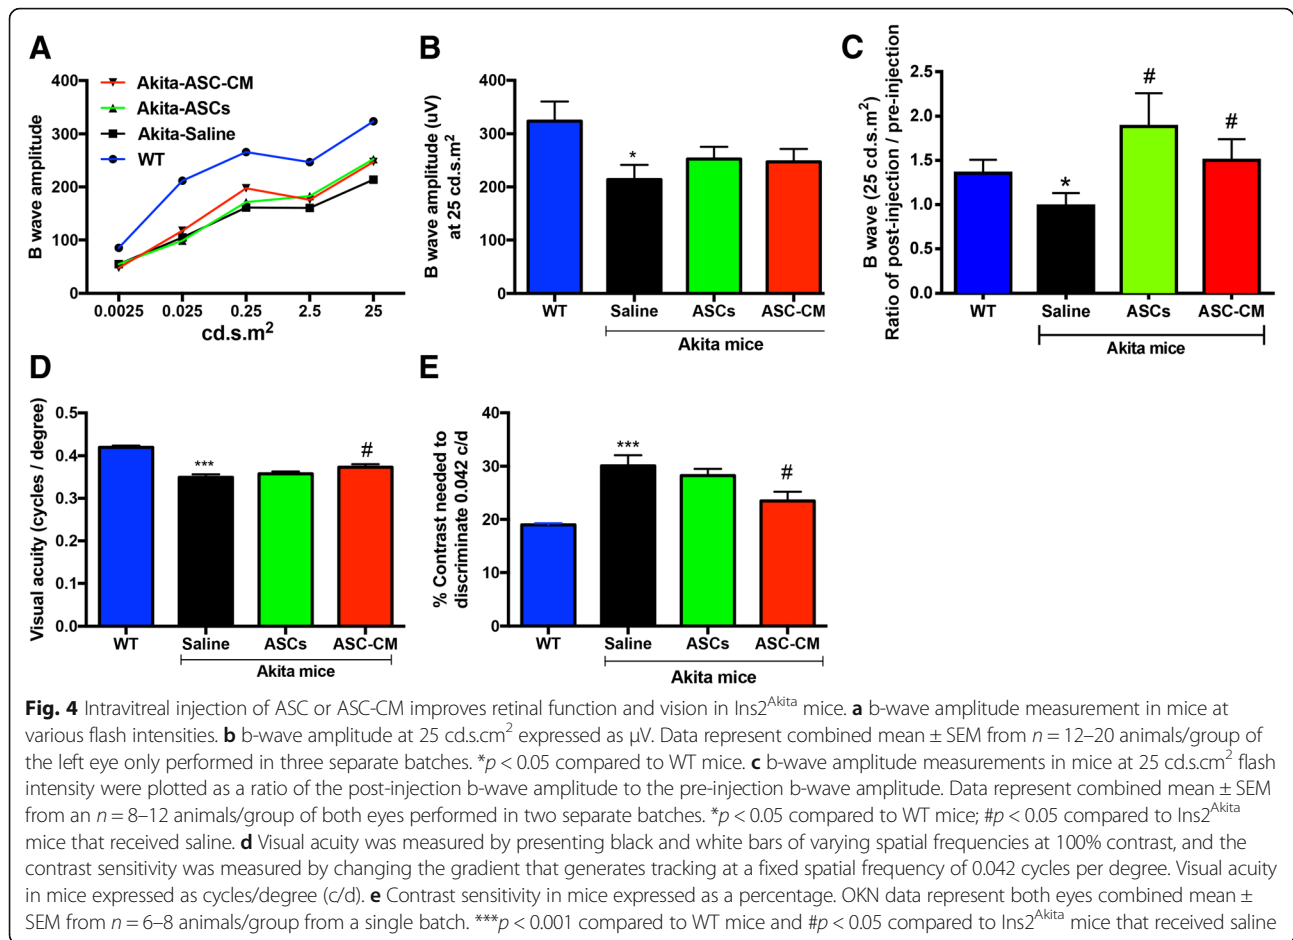 A
400
300
200
100
0
B wave amplitude
Akita-ASC-CM
Akita-ASCs
Akita-Saline
WT
0.0025 0.025 0.25 2.5 25
cd.s.m²
B
B wave amplitude (uV)
at 25 cd.s.m²
400
300
200
100
0
*
WT Saline ASCs ASC-CM
Akita mice
C
B wave (25 cd.s.m²)
Ratio of post-injection / pre-injection
2.5
2.0
1.5
1.0
0.5
0.0
*
#
#
WT Saline ASCs ASC-CM
Akita mice
D
Visual acuity (cycles / degree)
0.5
0.4
0.3
0.2
0.1
0.0
***
#
WT Saline ASCs ASC-CM
Akita mice
E
% Contrast needed to
discriminate 0.042 c/d
40
30
20
10
0
***
#
WT Saline ASCs ASC-CM
Akita mice
Fig. 4 Intravitreal injection of ASC or ASC-CM improves retinal function and vision in Ins2ᴬᵏⁱᵗᵃ mice. a b-wave amplitude measurement in mice at
various flash intensities. b b-wave amplitude at 25 cd.s.cm² expressed as μV. Data represent combined mean ± SEM from n = 12–20 animals/group of
the left eye only performed in three separate batches. *p < 0.05 compared to WT mice. c b-wave amplitude measurements in mice at 25 cd.s.cm² flash
intensity were plotted as a ratio of the post-injection b-wave amplitude to the pre-injection b-wave amplitude. Data represent combined mean ± SEM
from an n = 8–12 animals/group of both eyes performed in two separate batches. *p < 0.05 compared to WT mice; #p < 0.05 compared to Ins2ᴬᵏⁱᵗᵃ
mice that received saline. d Visual acuity was measured by presenting black and white bars of varying spatial frequencies at 100% contrast, and the
contrast sensitivity was measured by changing the gradient that generates tracking at a fixed spatial frequency of 0.042 cycles per degree. Visual acuity
in mice expressed as cycles/degree (c/d). e Contrast sensitivity in mice expressed as a percentage. OKN data represent both eyes combined mean ±
SEM from n = 6–8 animals/group from a single batch. ***p < 0.001 compared to WT mice and #p < 0.05 compared to Ins2ᴬᵏⁱᵗᵃ mice that received saline